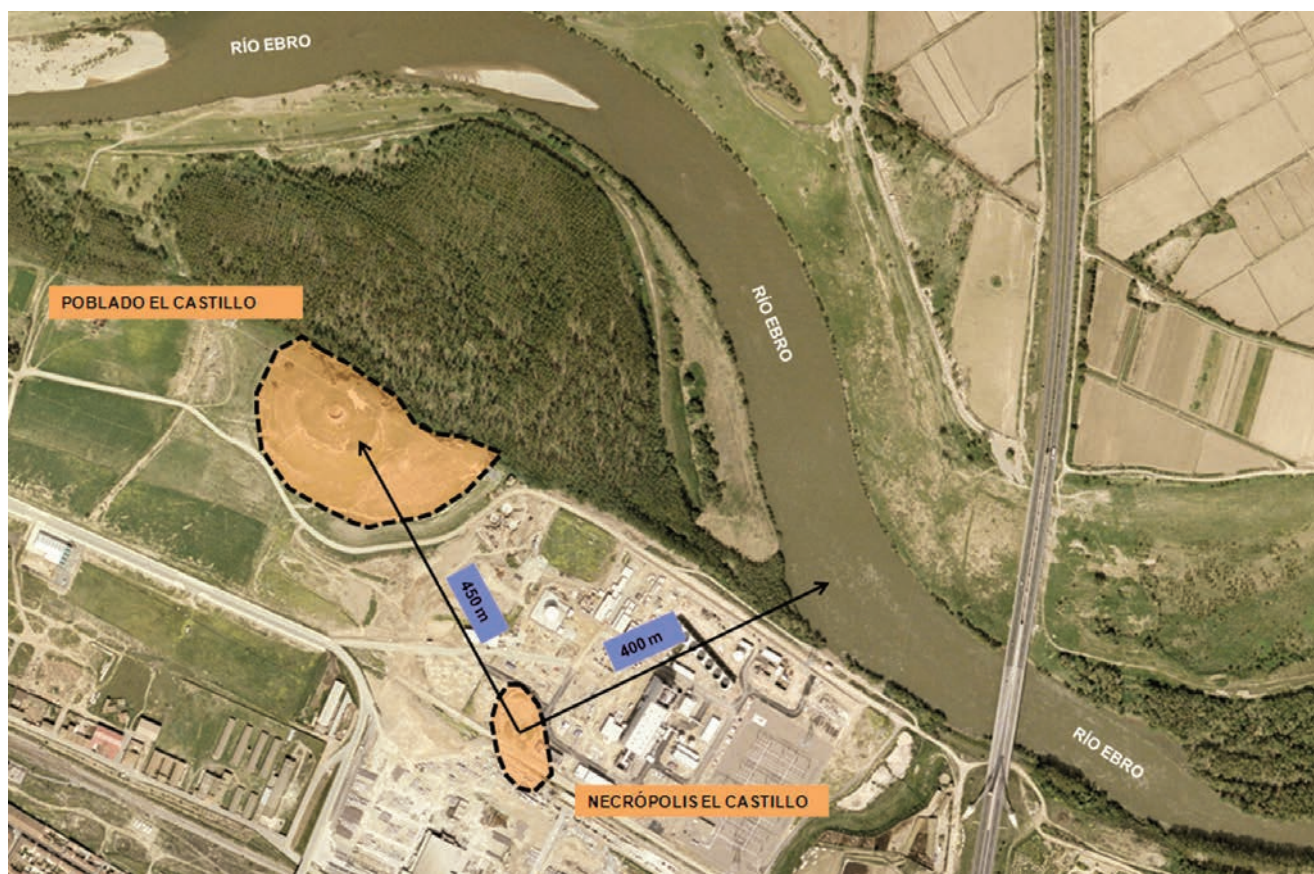 RÍO EBRO
POBLADO EL CASTILLO
RÍO EBRO
450 m
400 m
RÍO EBRO
NECRÓPOLIS EL CASTILLO